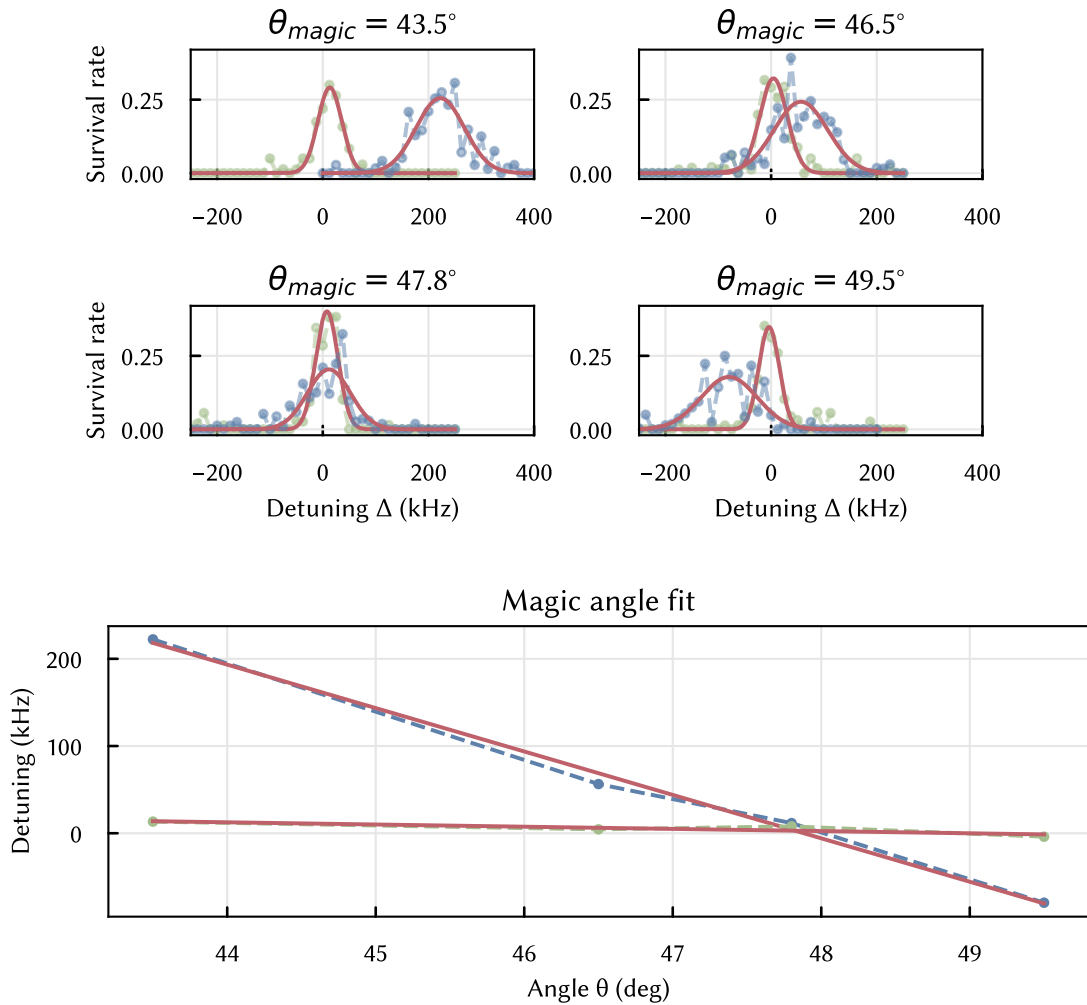 θmagic = 43.5°
θmagic = 46.5°
Survival rate
0.25
0.00
0.25
0.00
−200 0 200 400
−200 0 200 400
θmagic = 47.8°
θmagic = 49.5°
Survival rate
0.25
0.00
0.25
0.00
−200 0 200 400
−200 0 200 400
Detuning Δ (kHz)
Detuning Δ (kHz)
Magic angle fit
Detuning (kHz)
200
100
0
44 45 46 47 48 49
Angle θ (deg)